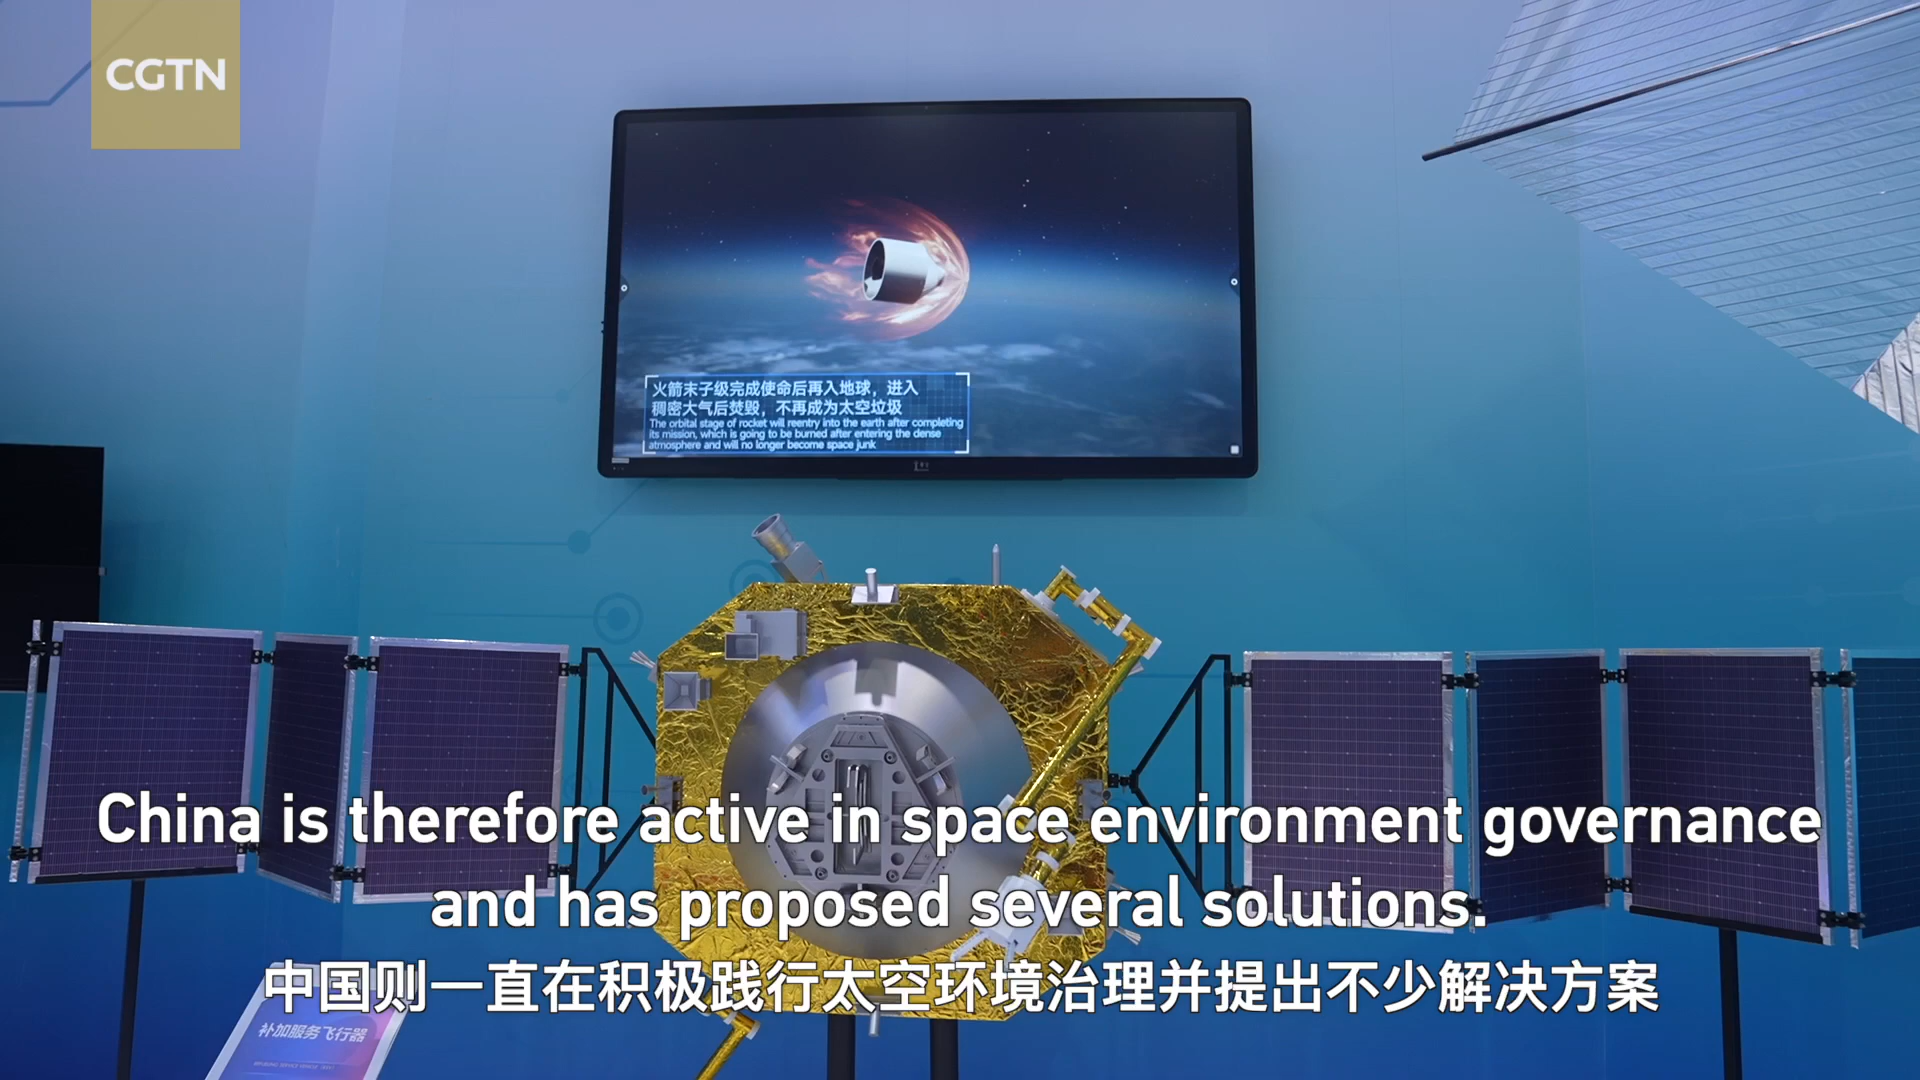 CGTN
火箭末子级完成使命后再入地球，进入
稠密大气后焚毁，不再成为太空垃圾
The orbital stage of rocket will reentry into the earth after completing
its mission, which is going to be burned after entering the dense
atmosphere and will no longer become space junk
China is therefore active in space environment governance
and has proposed several solutions.
中国则一直在积极践行太空环境治理并提出不少解决方案
补加服务飞行器